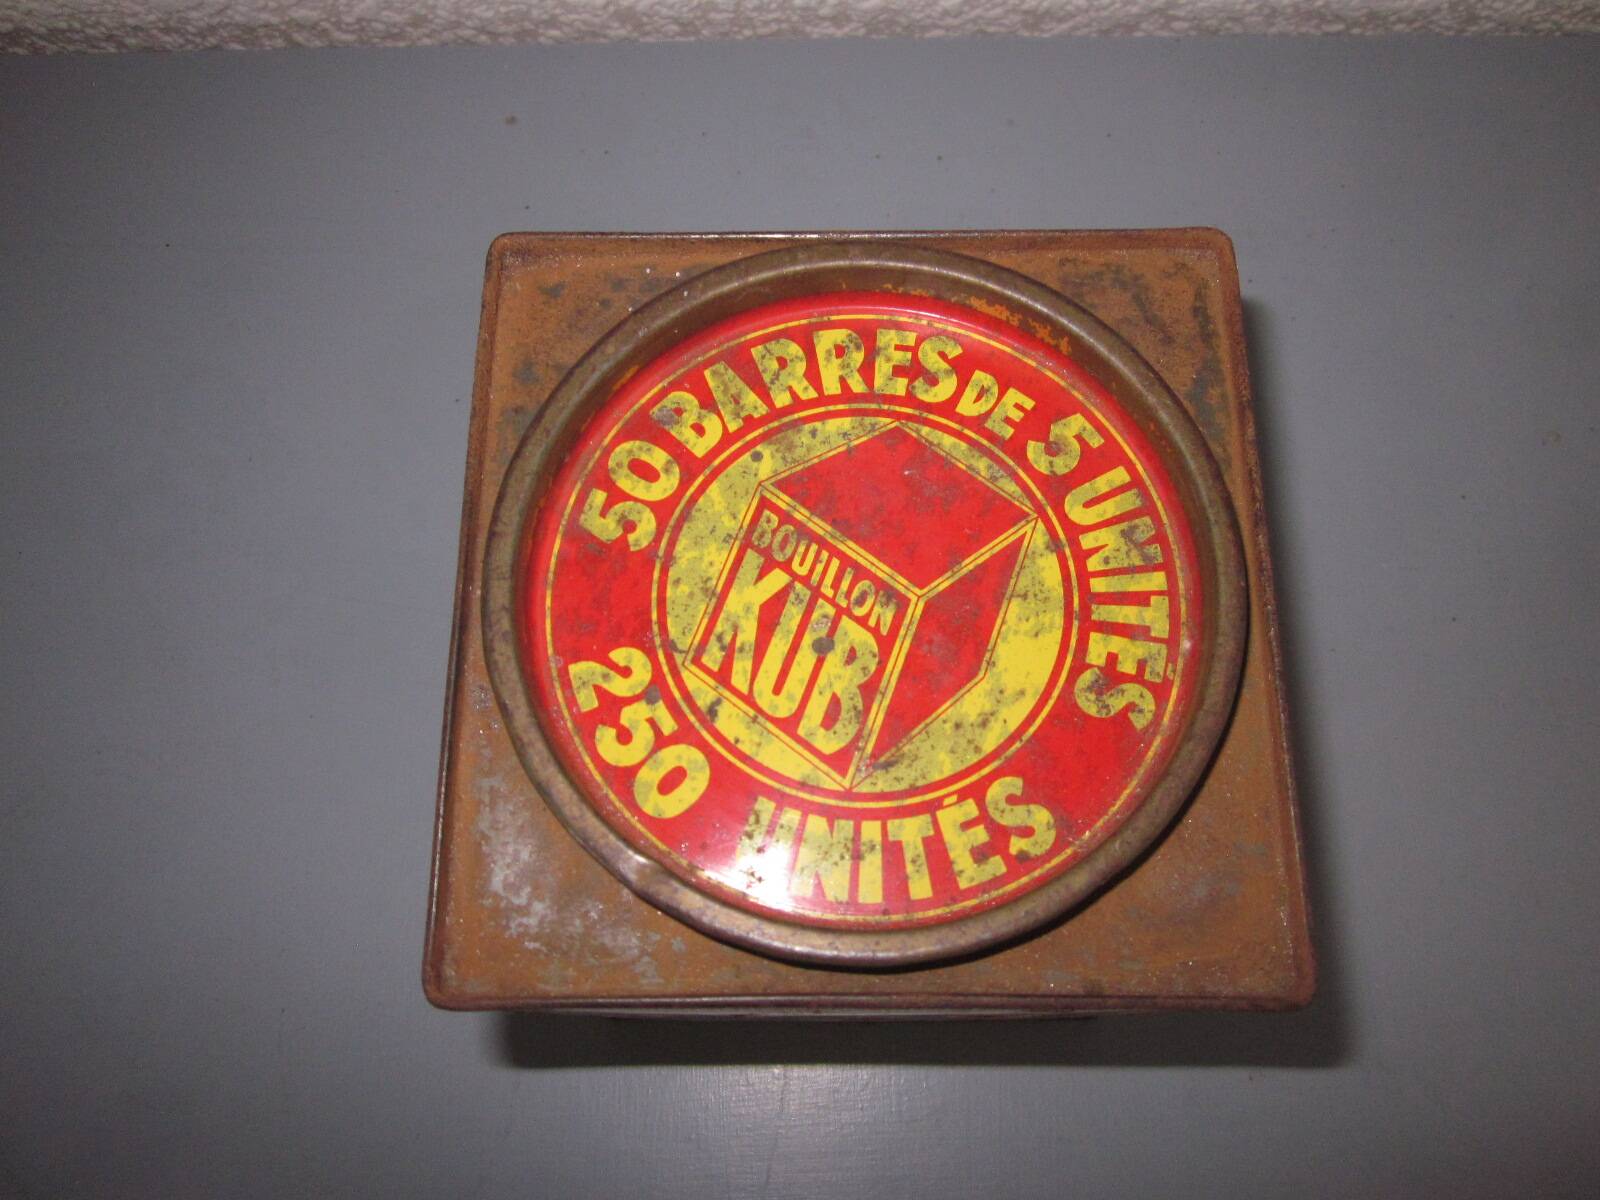 50 BARRES DE 5 UNITÉS
BOUILLON
KUB
250 UNITÉS